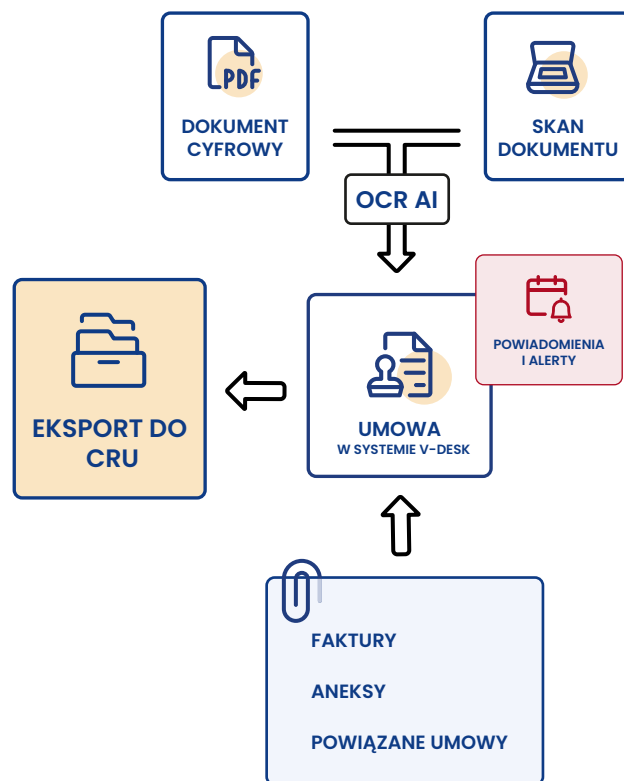 PDF
DOKUMENT
CYFROWY
SKAN
DOKUMENTU
OCR AI
POWIADOMIENIA
I ALERTY
EKSPORT DO
CRU
UMOWA
W SYSTEMIE V-DESK
FAKTURY
ANEKSY
POWIĄZANE UMOWY